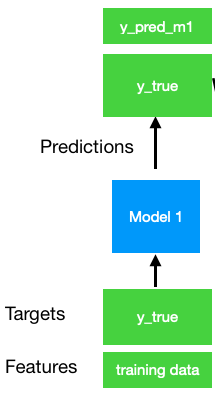 y_pred_m1
y_true
Predictions
Model 1
Targets
y_true
Features
training data